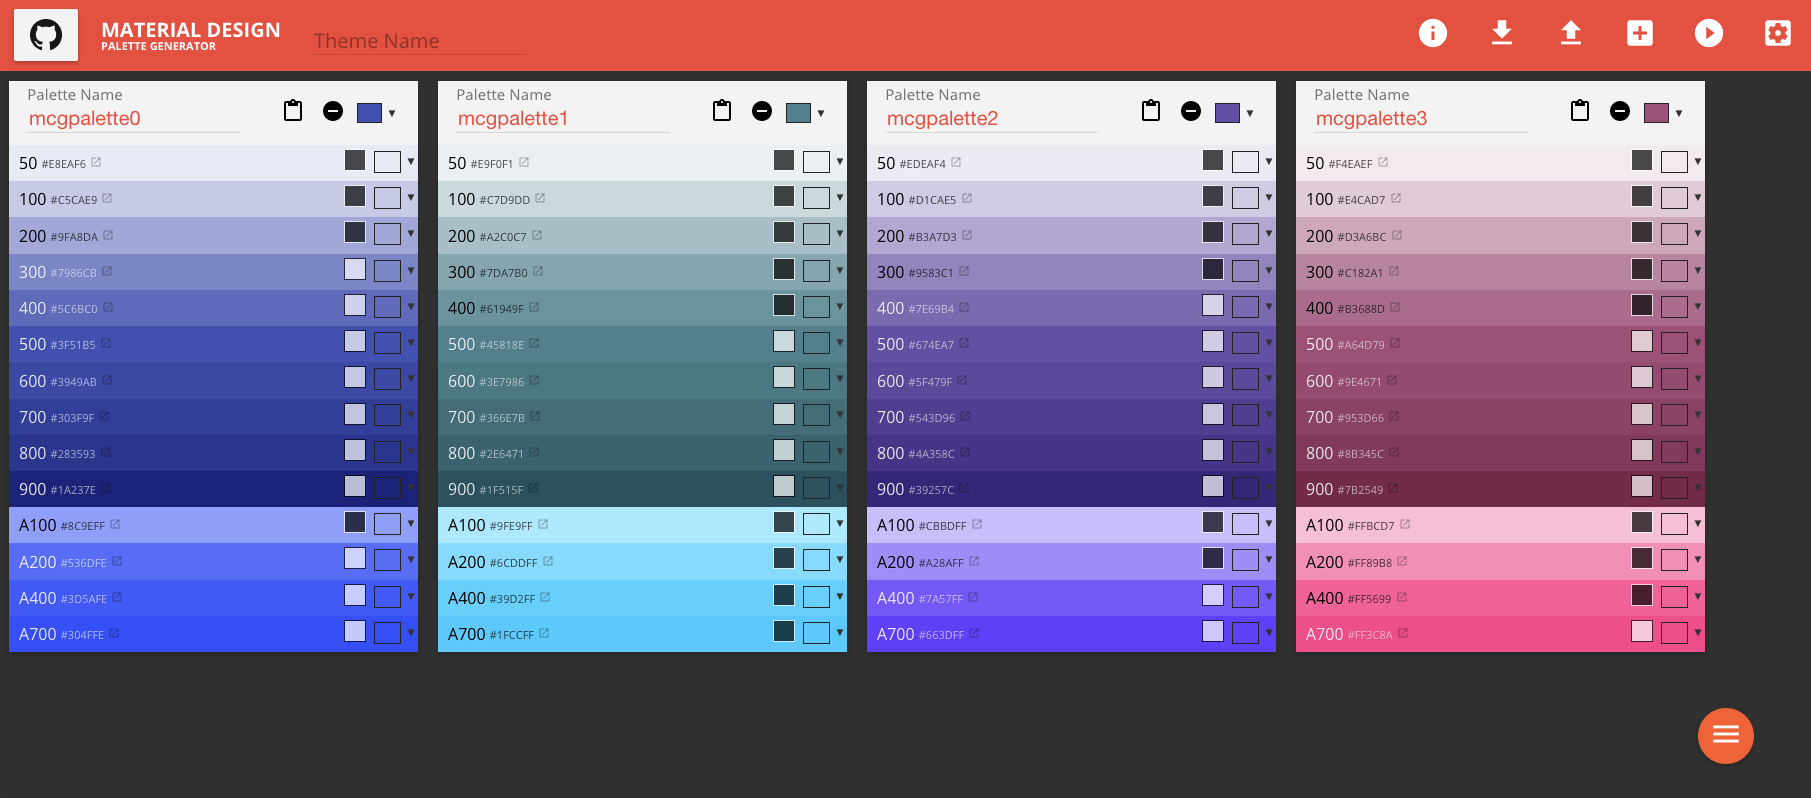 MATERIAL DESIGN
PALETTE GENERATOR
Theme Name
Palette Name
mcgpalette0
50 #E8EAF6
100 #C5CAE9
200 #9FA8DA
300 #7986CB
400 #5C6BC0
500 #3F51B5
600 #3949AB
700 #303F9F
800 #283593
900 #1A237E
A100 #8C9EFF
A200 #536DFE
A400 #3D5AFE
A700 #304FFE
Palette Name
mcgpalette1
50 #E9F0F1
100 #C7D9DD
200 #A2C0C7
300 #7DA7B0
400 #61949F
500 #45818E
600 #3E7986
700 #366E7B
800 #2E6471
900 #1F515F
A100 #9FE9FF
A200 #6CDDFF
A400 #39D2FF
A700 #1FCCFF
Palette Name
mcgpalette2
50 #EDEAF4
100 #D1CAE5
200 #B3A7D3
300 #9583C1
400 #7E69B4
500 #674EA7
600 #5F479F
700 #543D96
800 #4A358C
900 #39257C
A100 #CBBDFF
A200 #A28AFF
A400 #7A57FF
A700 #663DFF
Palette Name
mcgpalette3
50 #F4EAEF
100 #E4CAD7
200 #D3A6BC
300 #C182A1
400 #B3688D
500 #A64D79
600 #9E4671
700 #953D66
800 #8B345C
900 #7B2549
A100 #FFBCD7
A200 #FF89B8
A400 #FF5699
A700 #FF3C8A